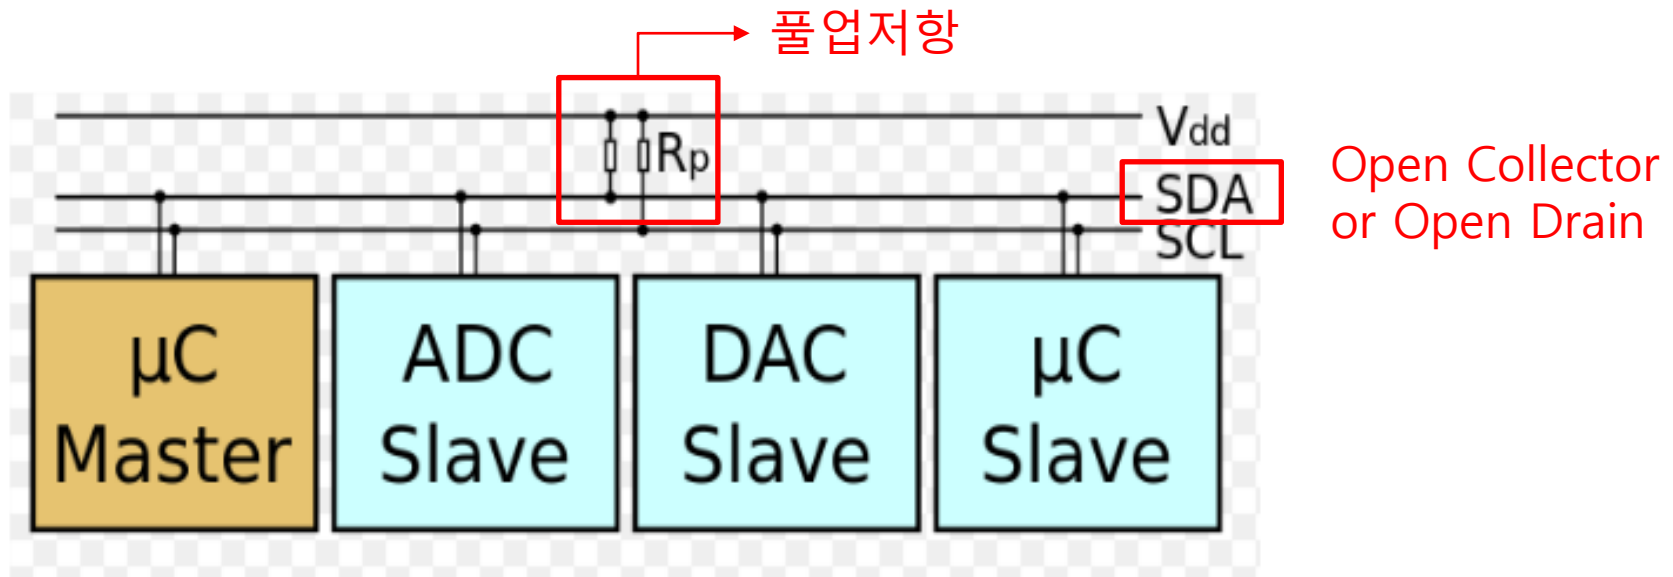 풀업저항
Vdd
Rp
SDA
SCL
Open Collector
or Open Drain
μC
Master
ADC
Slave
DAC
Slave
μC
Slave